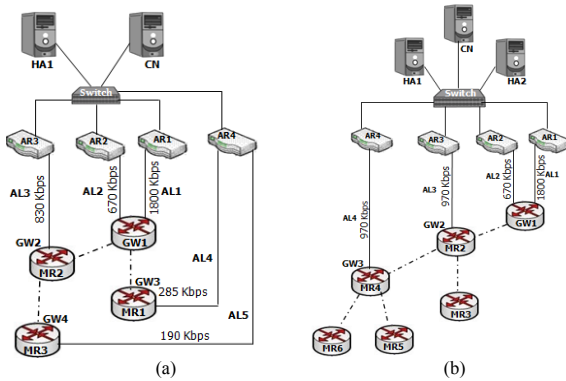 HA1
CN
Switch
AR3
AR2
AR1
AR4
AL3
830 Kbps
AL2
670 Kbps
1800 Kbps
AL1
GW2
GW1
MR2
AL4
GW3
285 Kbps
MR1
AL5
GW4
190 Kbps
MR3
(a)
CN
HA1
HA2
Switch
AR4
AR3
AR2
AR1
AL3
970 Kbps
AL2
670 Kbps
1800 Kbps
AL1
AL4
970 Kbps
GW2
GW1
MR2
GW3
MR4
MR3
MR6
MR5
(b)